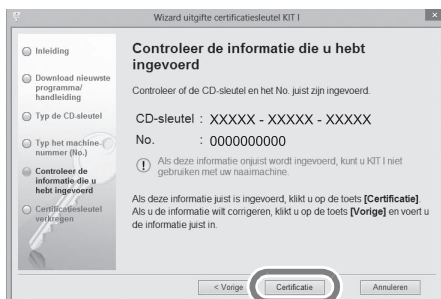 Wizard uitgifte certificatiesleutel KIT I
Inleiding
Download nieuwste
programma/
handleiding
Typ de CD-sleutel
Typ het machine-
nummer (No.)
Controleer de
informatie die u
hebt ingevoerd
Certificatiesleutel
verkregen
Controleer de informatie die u hebt
ingevoerd
Controleer of de CD-sleutel en het No. juist zijn ingevoerd.
CD-sleutel : XXXXX - XXXXX - XXXXX
No. : 0000000000
Als deze informatie onjuist wordt ingevoerd, kunt u KIT I niet
gebruiken met uw naaimachine.
Als deze informatie juist is ingevoerd, klikt u op de toets [Certificatie].
Als u de informatie wilt corrigeren, klikt u op de toets [Vorige] en voert u
de informatie juist in.
< Vorige
Certificatie
Annuleren